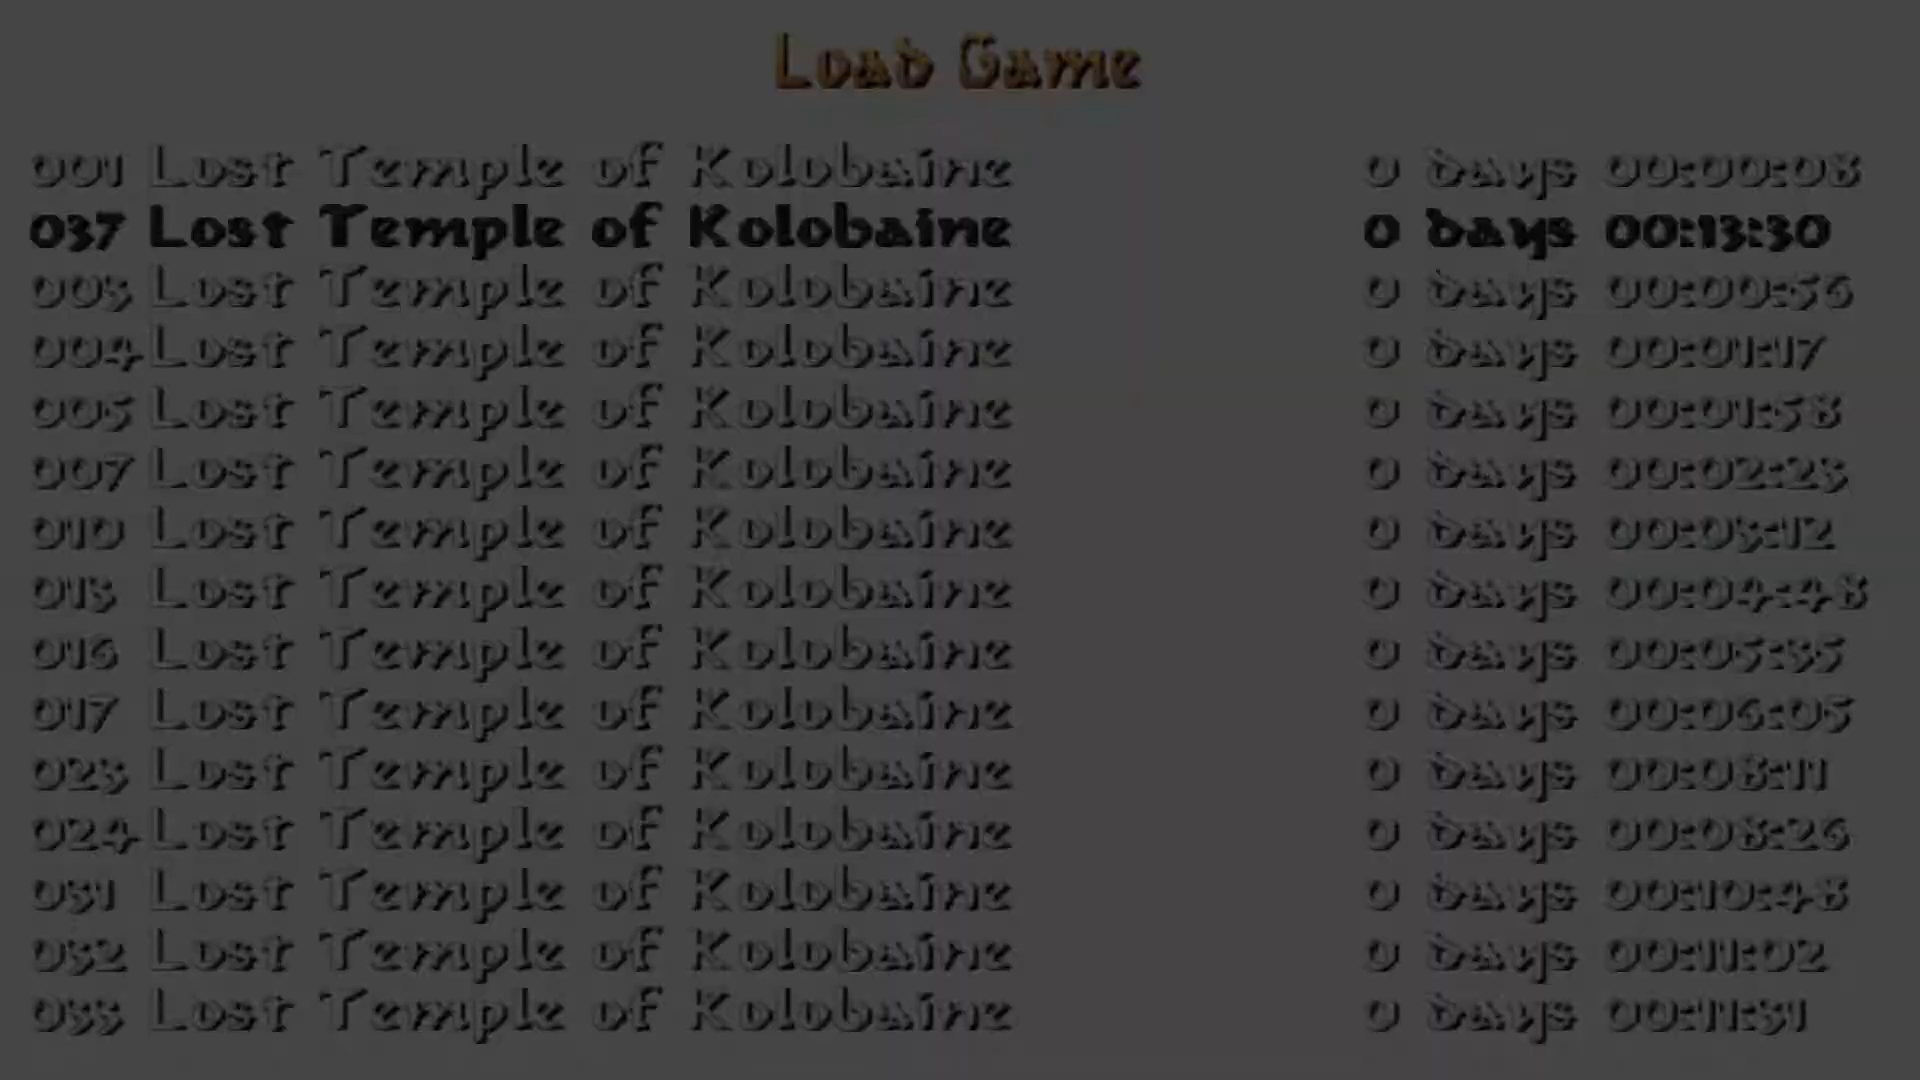 Load Game
001 Lost Temple of Kolobaine 0 days 00:00:08
037 Lost Temple of Kolobaine 0 days 00:13:30
003 Lost Temple of Kolobaine 0 days 00:00:56
004 Lost Temple of Kolobaine 0 days 00:01:17
005 Lost Temple of Kolobaine 0 days 00:01:58
007 Lost Temple of Kolobaine 0 days 00:02:23
010 Lost Temple of Kolobaine 0 days 00:03:12
013 Lost Temple of Kolobaine 0 days 00:04:48
016 Lost Temple of Kolobaine 0 days 00:05:35
017 Lost Temple of Kolobaine 0 days 00:06:05
023 Lost Temple of Kolobaine 0 days 00:08:11
024 Lost Temple of Kolobaine 0 days 00:08:26
031 Lost Temple of Kolobaine 0 days 00:10:48
032 Lost Temple of Kolobaine 0 days 00:11:02
033 Lost Temple of Kolobaine 0 days 00:11:31